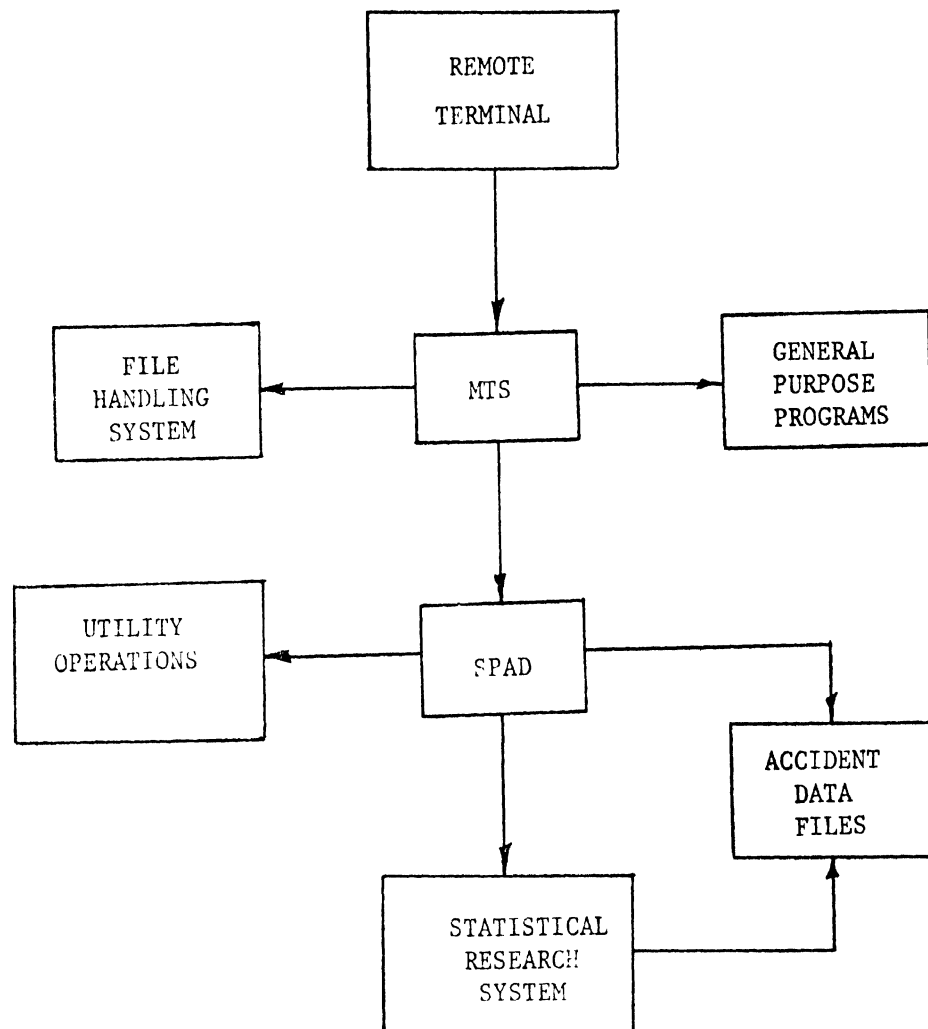 REMOTE
TERMINAL
FILE
HANDLING
SYSTEM
MTS
GENERAL
PURPOSE
PROGRAMS
UTILITY
OPERATIONS
SPAD
ACCIDENT
DATA
FILES
STATISTICAL
RESEARCH
SYSTEM